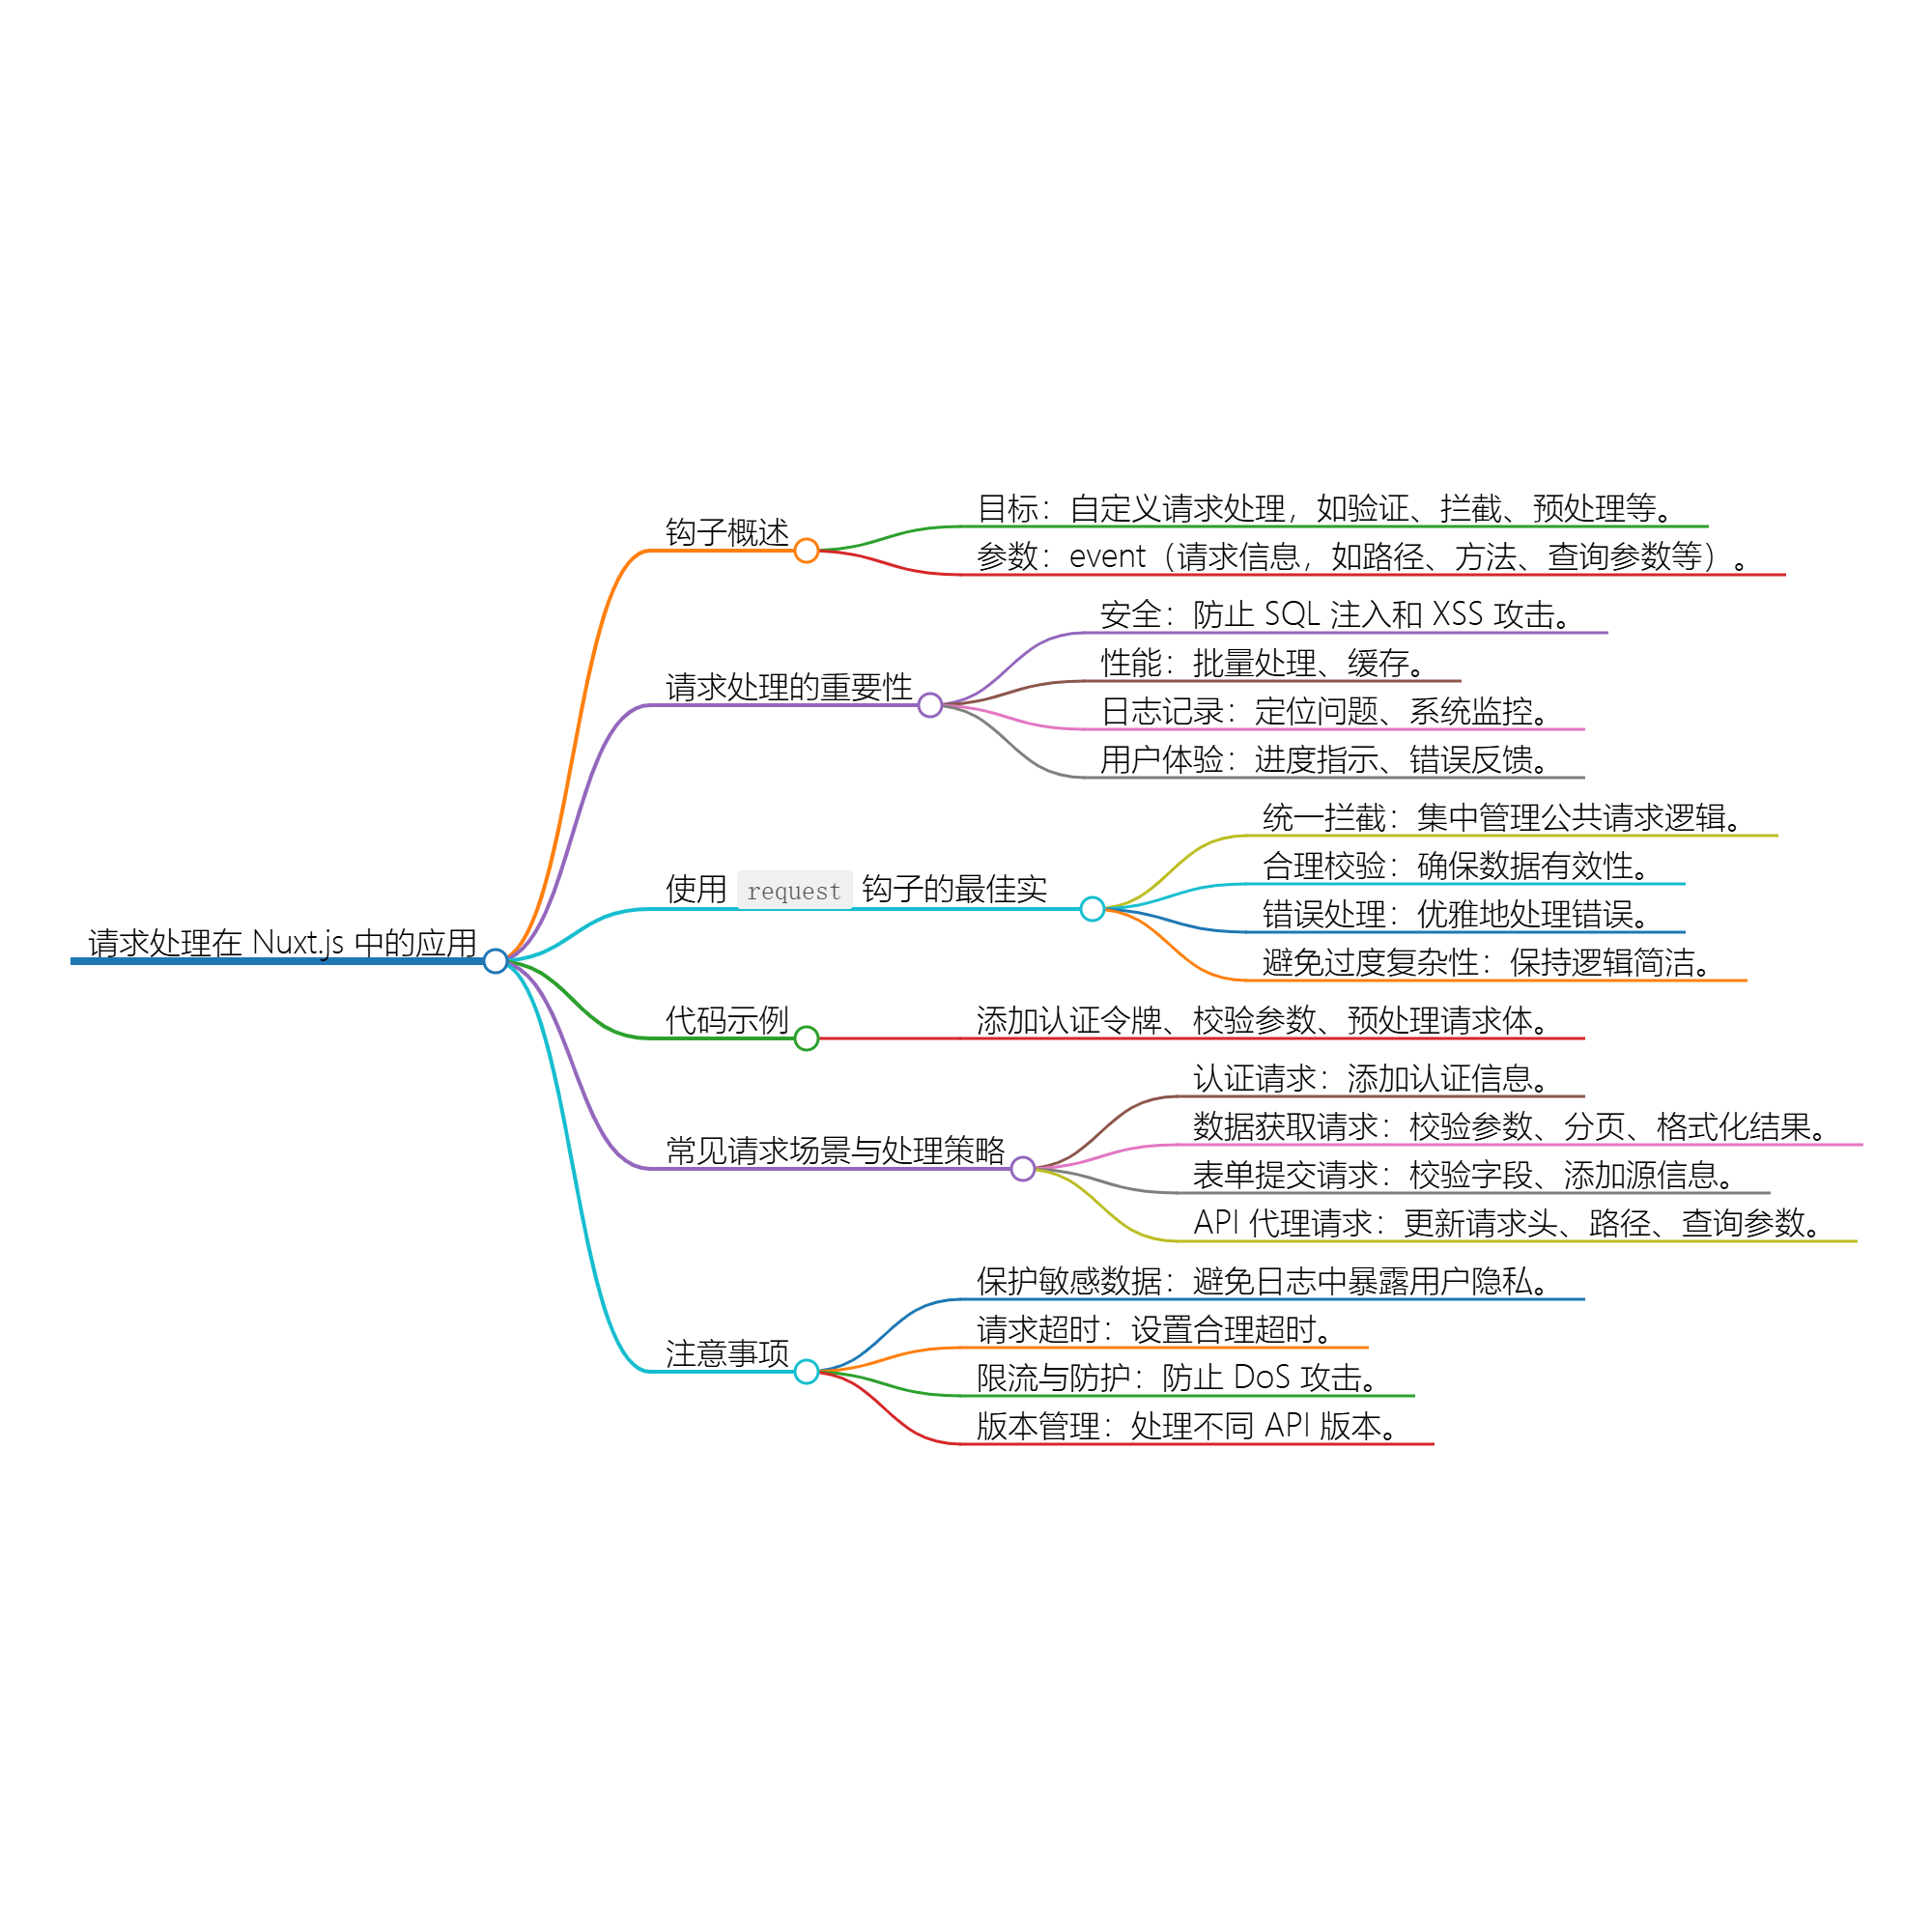 请求处理在 Nuxt.js 中的应用
钩子概述
目标：自定义请求处理，如验证、拦截、预处理等。
参数：event（请求信息，如路径、方法、查询参数等）。
请求处理的重要性
安全：防止 SQL 注入和 XSS 攻击。
性能：批量处理、缓存。
日志记录：定位问题、系统监控。
用户体验：进度指示、错误反馈。
使用 request 钩子的最佳实
统一拦截：集中管理公共请求逻辑。
合理校验：确保数据有效性。
错误处理：优雅地处理错误。
避免过度复杂性：保持逻辑简洁。
代码示例
添加认证令牌、校验参数、预处理请求体。
常见请求场景与处理策略
认证请求：添加认证信息。
数据获取请求：校验参数、分页、格式化结果。
表单提交请求：校验字段、添加源信息。
API 代理请求：更新请求头、路径、查询参数。
注意事项
保护敏感数据：避免日志中暴露用户隐私。
请求超时：设置合理超时。
限流与防护：防止 DoS 攻击。
版本管理：处理不同 API 版本。